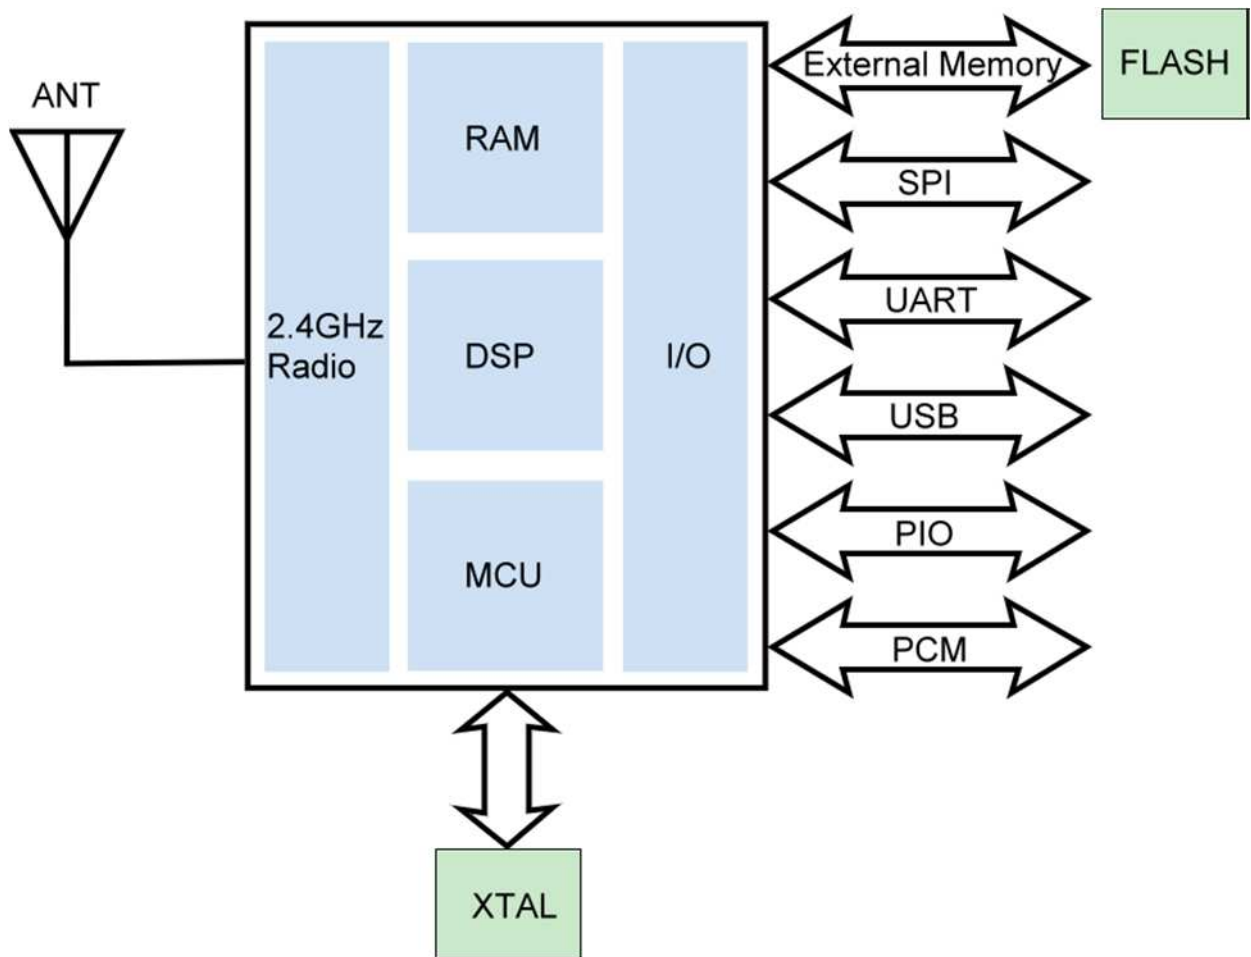 ANT
2.4GHz
Radio
RAM
DSP
MCU
I/O
External Memory
SPI
UART
USB
PIO
PCM
FLASH
XTAL